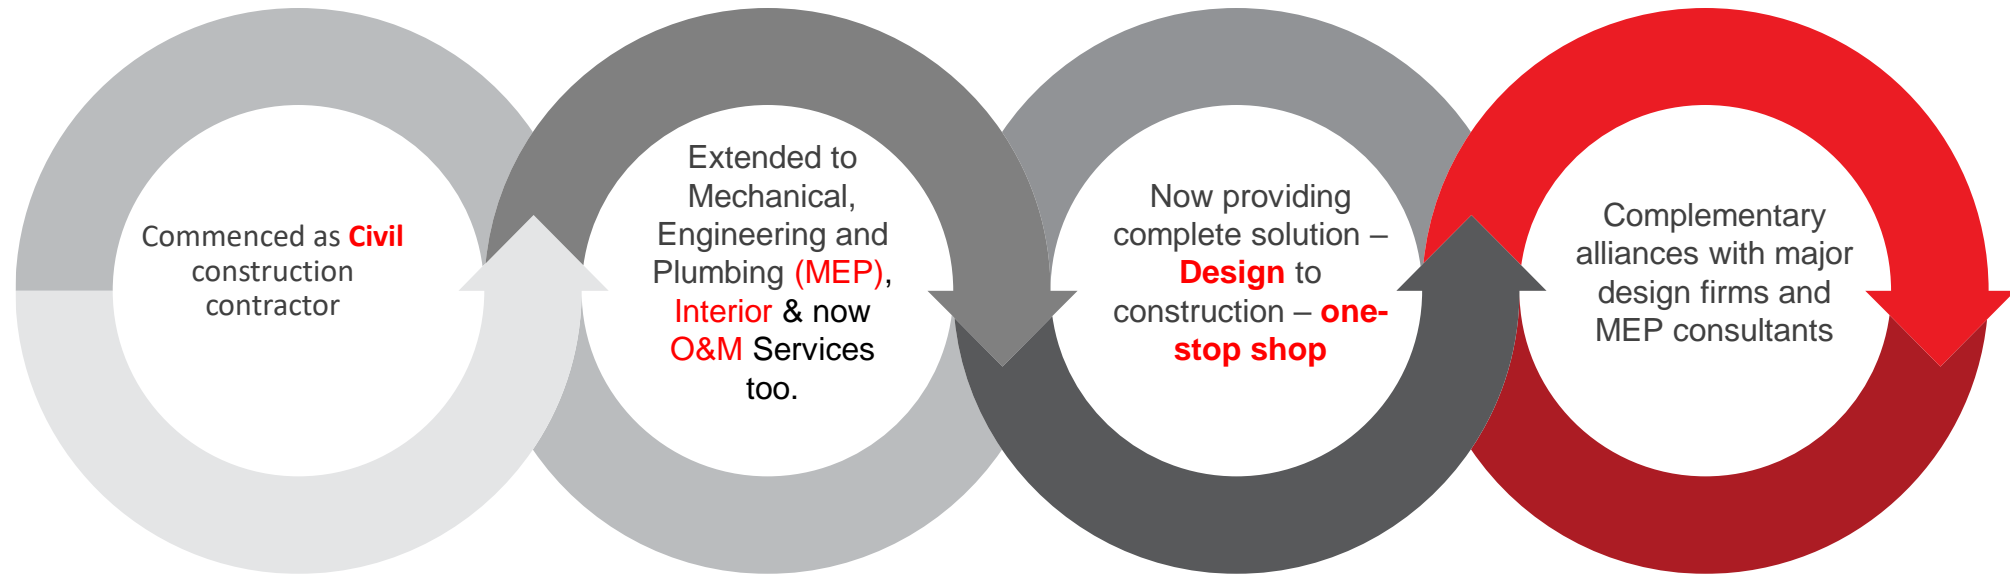 Commenced as Civil
construction
contractor
Extended to
Mechanical,
Engineering and
Plumbing (MEP),
Interior & now
O&M Services
too.
Now providing
complete solution –
Design to
construction – one-
stop shop
Complementary
alliances with major
design firms and
MEP consultants